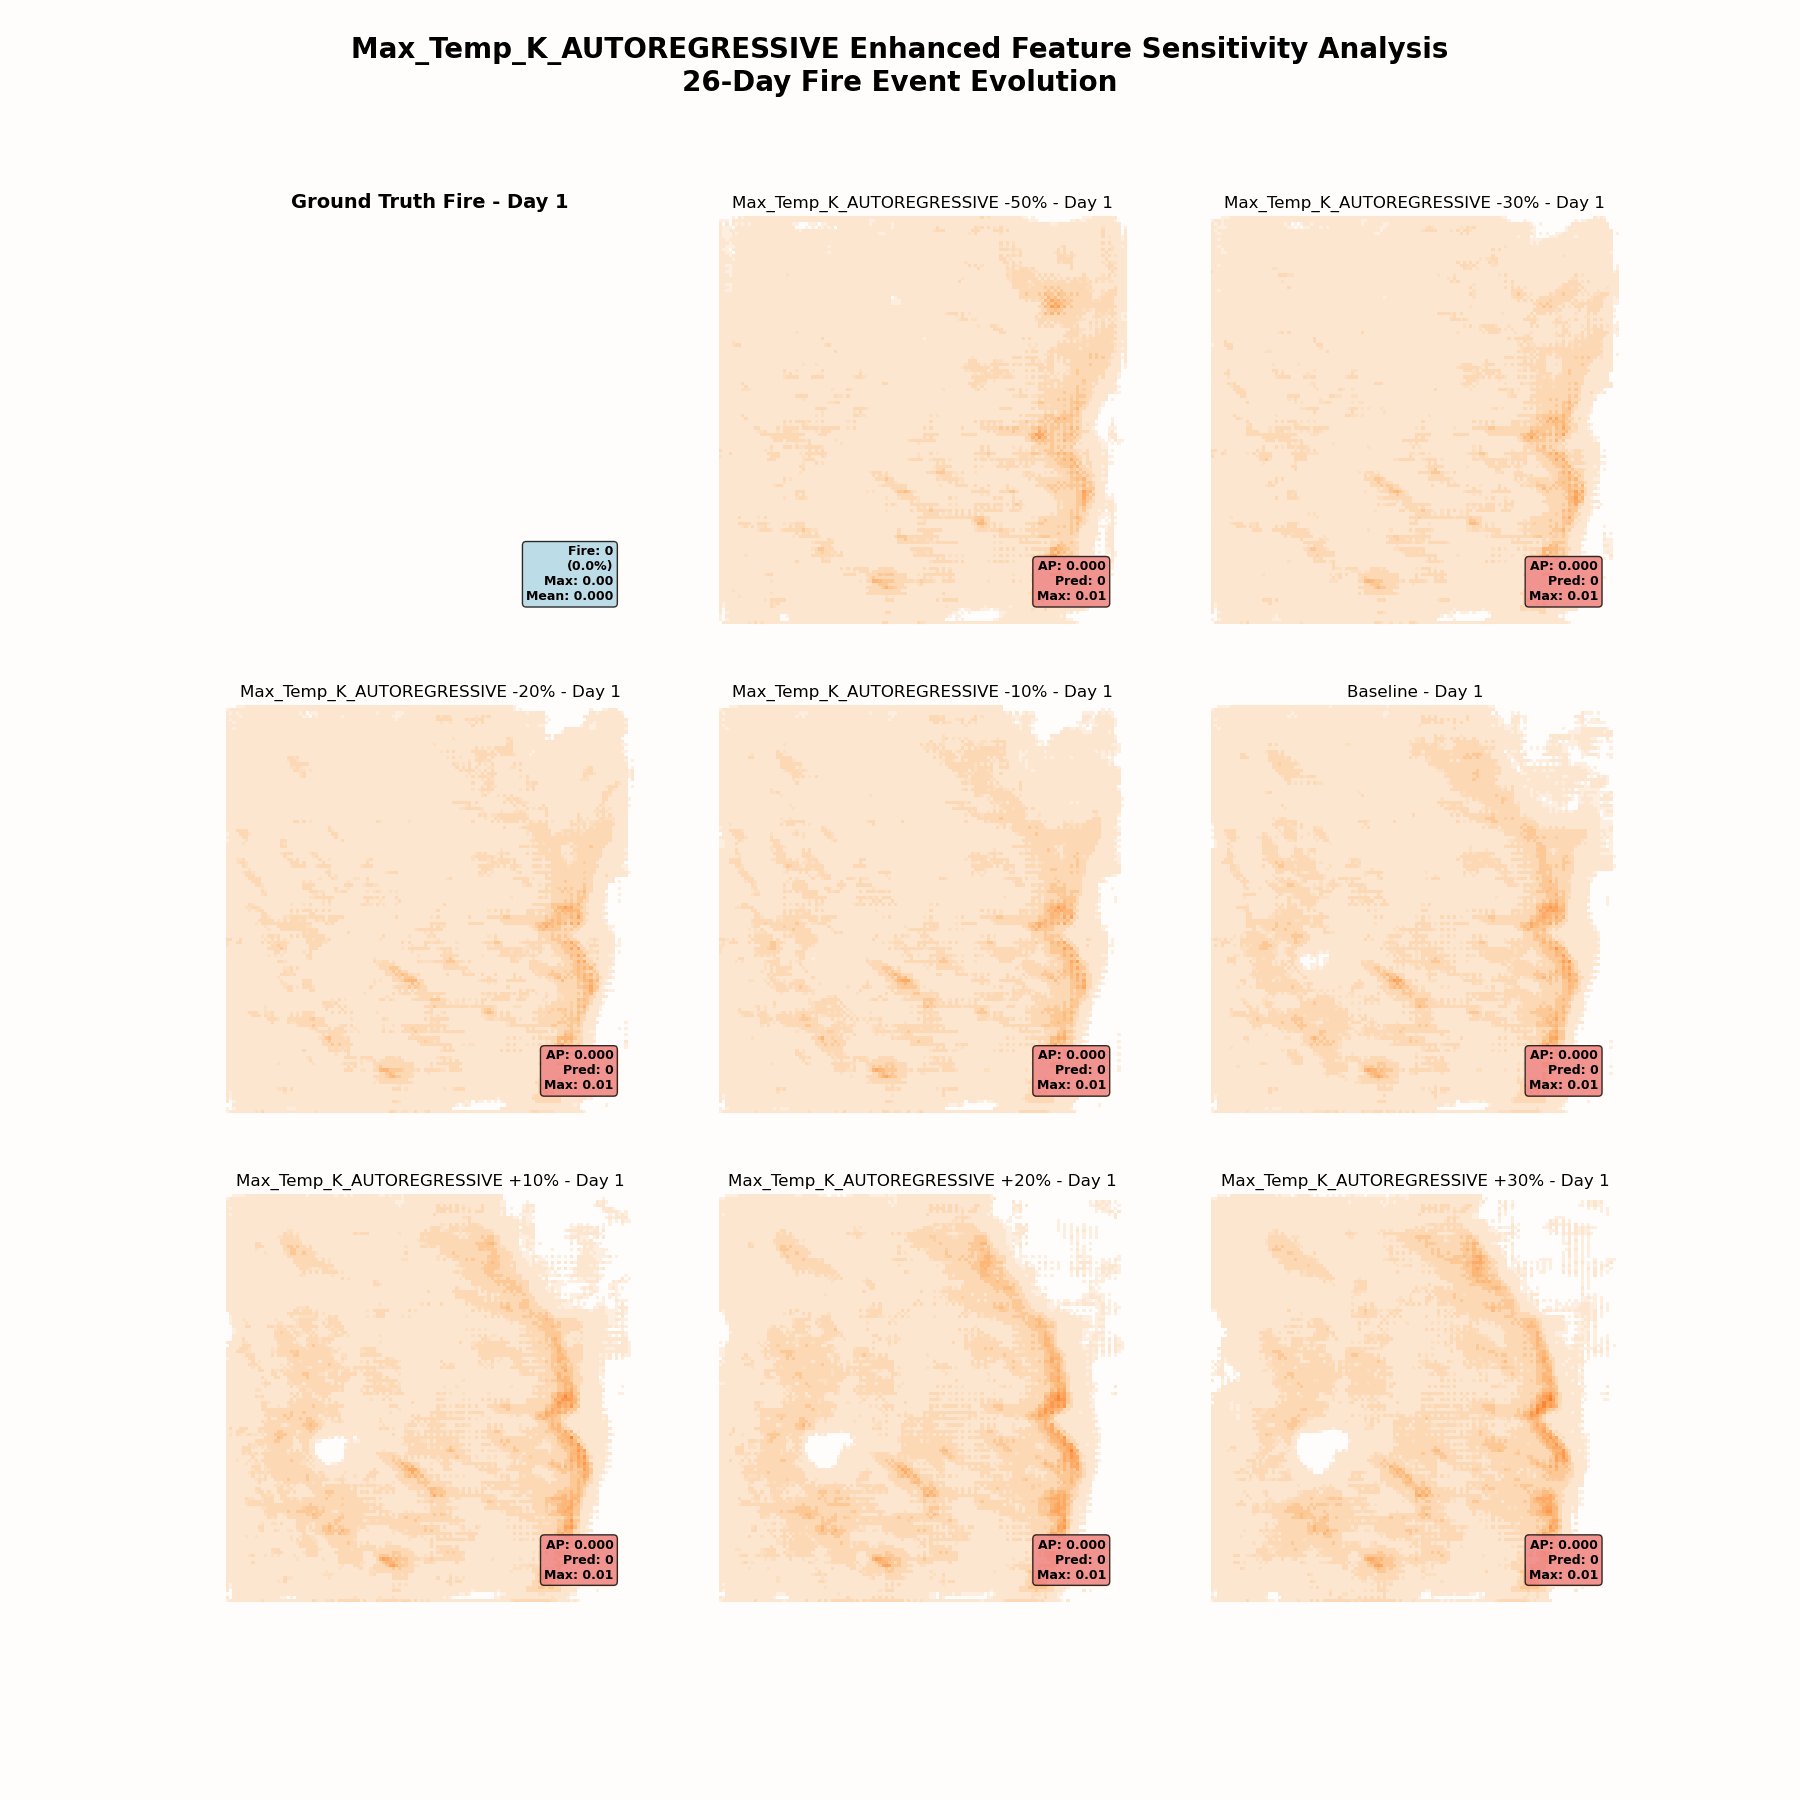 Max_Temp_K_AUTOREGRESSIVE Enhanced Feature Sensitivity Analysis
26-Day Fire Event Evolution
Ground Truth Fire - Day 1
Fire: 0
(0.0%)
Max: 0.00
Mean: 0.000
Max_Temp_K_AUTOREGRESSIVE -50% - Day 1
AP: 0.000
Pred: 0
Max: 0.01
Max_Temp_K_AUTOREGRESSIVE -30% - Day 1
AP: 0.000
Pred: 0
Max: 0.01
Max_Temp_K_AUTOREGRESSIVE -20% - Day 1
AP: 0.000
Pred: 0
Max: 0.01
Max_Temp_K_AUTOREGRESSIVE -10% - Day 1
AP: 0.000
Pred: 0
Max: 0.01
Baseline - Day 1
AP: 0.000
Pred: 0
Max: 0.01
Max_Temp_K_AUTOREGRESSIVE +10% - Day 1
AP: 0.000
Pred: 0
Max: 0.01
Max_Temp_K_AUTOREGRESSIVE +20% - Day 1
AP: 0.000
Pred: 0
Max: 0.01
Max_Temp_K_AUTOREGRESSIVE +30% - Day 1
AP: 0.000
Pred: 0
Max: 0.01